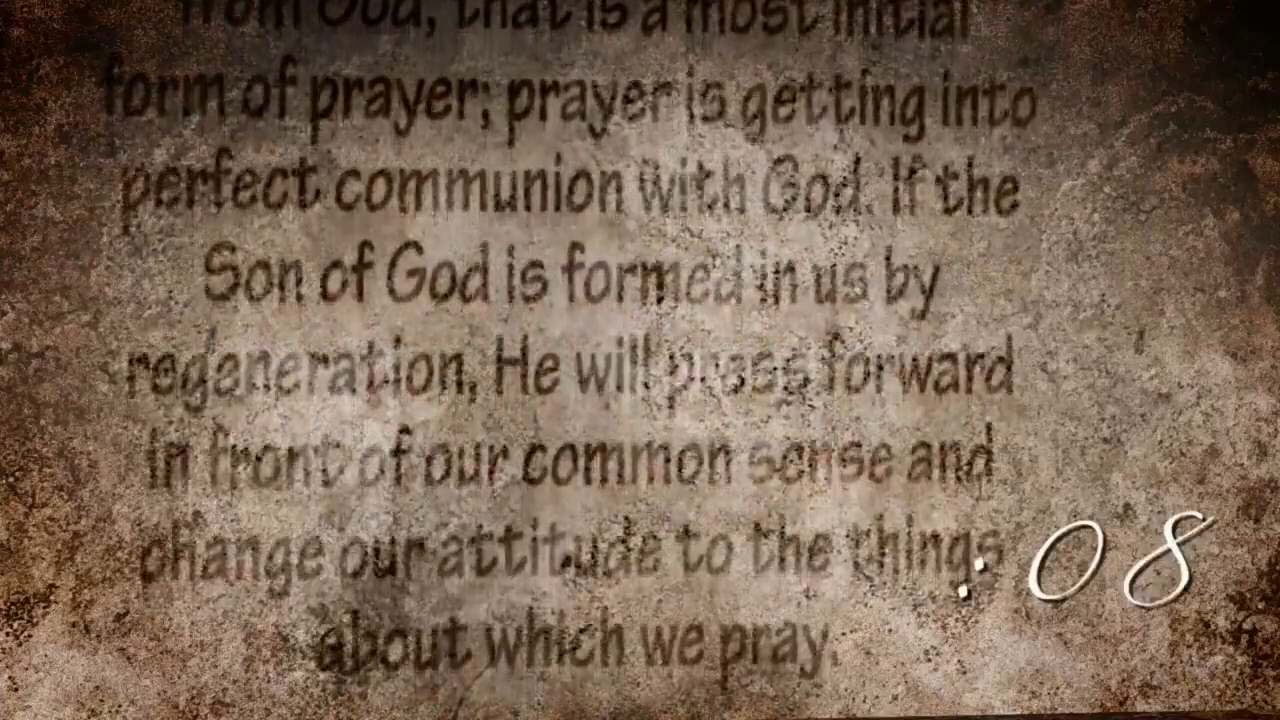 from God, that is a most initial
form of prayer; prayer is getting into
perfect communion with God. If the
Son of God is formed in us by
regeneration, He will press forward
in front of our common sense and
change our attitude to the things
about which we pray.
:08